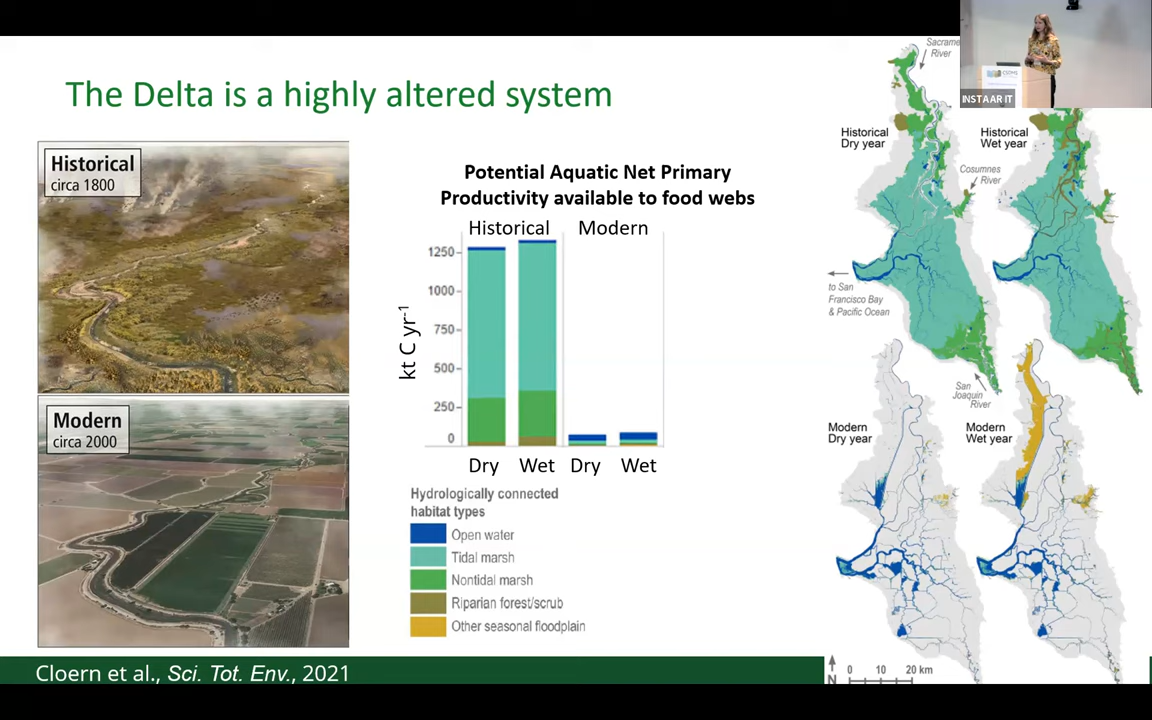 The Delta is a highly altered system
Historical
circa 1800
Modern
circa 2000
Potential Aquatic Net Primary
Productivity available to food webs
Historical Modern
1250
1000
750
500
250
0
kt C yr-1
Dry Wet Dry Wet
Hydrologically connected
habitat types
Open water
Tidal marsh
Nontidal marsh
Riparian forest/scrub
Other seasonal floodplain
River
Historical
Dry year
Historical
Wet year
Cosumnes
River
to San
Francisco Bay
& Pacific Ocean
San
Joaquin
River
Modern
Dry year
Modern
Wet year
N
0 10 20 km
INSTAAR IT
Cloern et al., Sci. Tot. Env., 2021